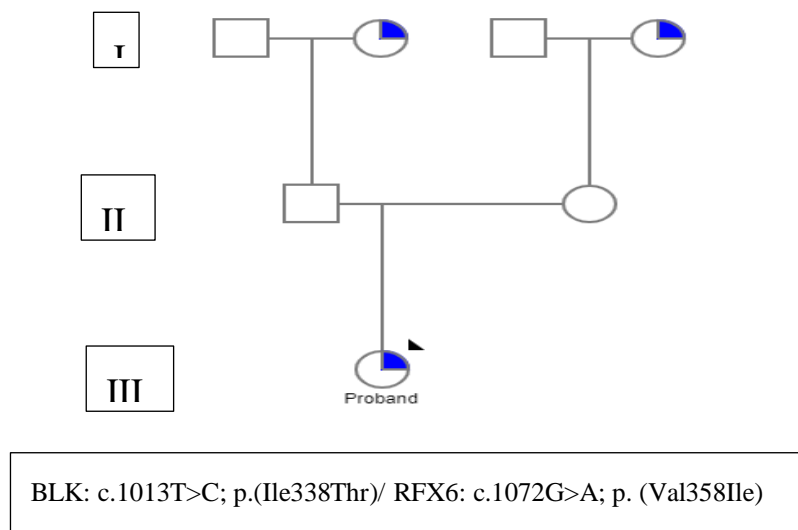 I
II
III
Proband
BLK: c.1013T>C; p.(Ile338Thr)/ RFX6: c.1072G>A; p. (Val358Ile)